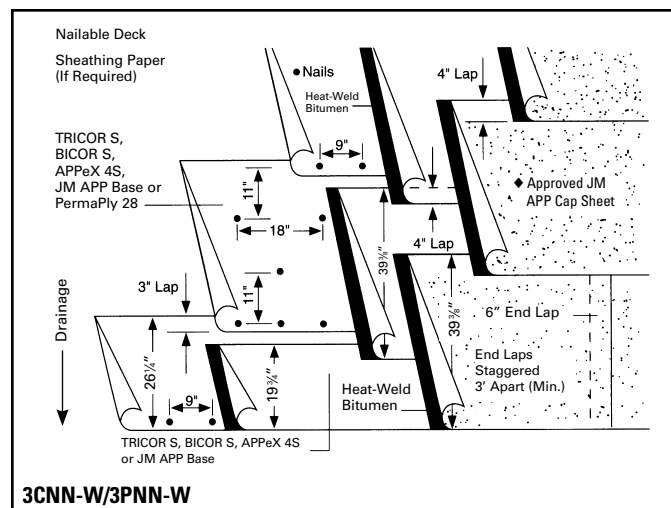 Nailable Deck
Sheathing Paper
(If Required)
Nails
Heat-Weld
Bitumen
4" Lap
TRICOR S,
BICOR S,
APPeX 4S,
JM APP Base or
PermaPly 28
9"
11"
18"
◆ Approved JM
APP Cap Sheet
4" Lap
39⅜"
11"
3" Lap
Drainage
39⅜"
6" End Lap
26¼"
19¾"
End Laps
Staggered
3' Apart (Min.)
9"
Heat-Weld
Bitumen
TRICOR S, BICOR S, APPeX 4S
or JM APP Base
3CNN-W/3PNN-W